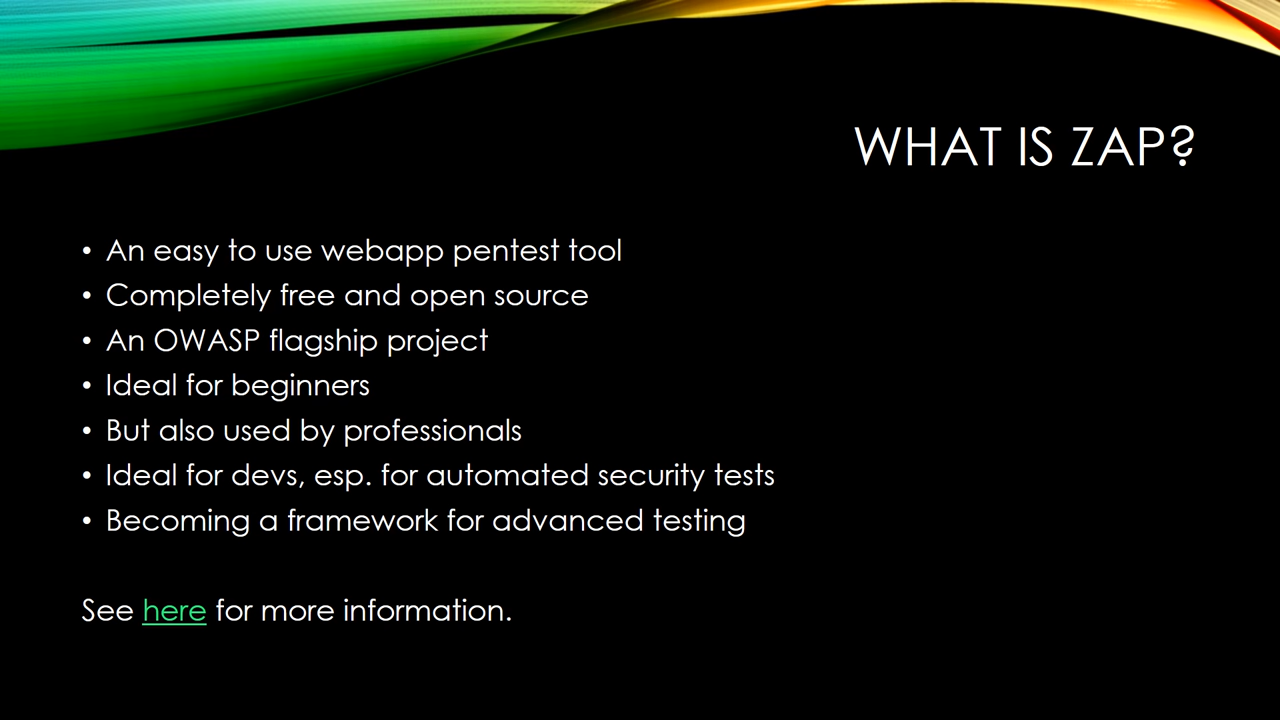 WHAT IS ZAP?
• An easy to use webapp pentest tool
• Completely free and open source
• An OWASP flagship project
• Ideal for beginners
• But also used by professionals
• Ideal for devs, esp. for automated security tests
• Becoming a framework for advanced testing
See here for more information.